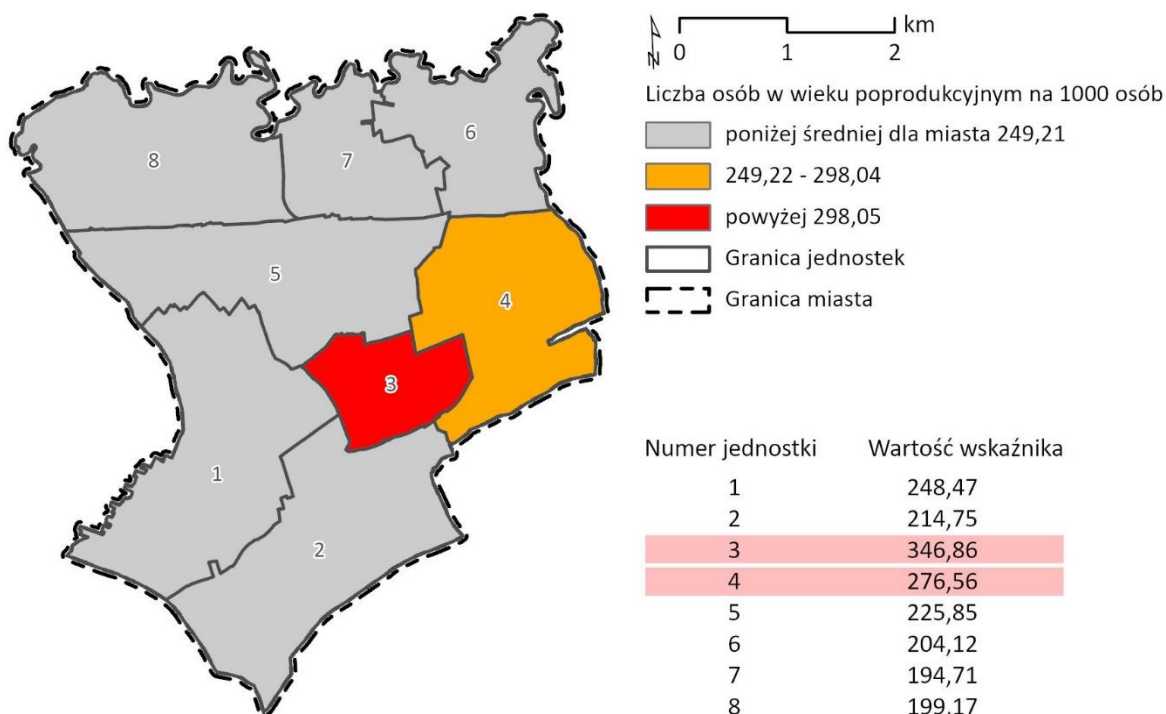 km
0 1 2
N
Liczba osób w wieku poprodukcyjnym na 1000 osób
poniżej średniej dla miasta 249,21
249,22 - 298,04
powyżej 298,05
Granica jednostek
Granica miasta
6
8
7
5
4
3
1
2
Numer jednostki Wartość wskaźnika
1 248,47
2 214,75
3 346,86
4 276,56
5 225,85
6 204,12
7 194,71
8 199,17